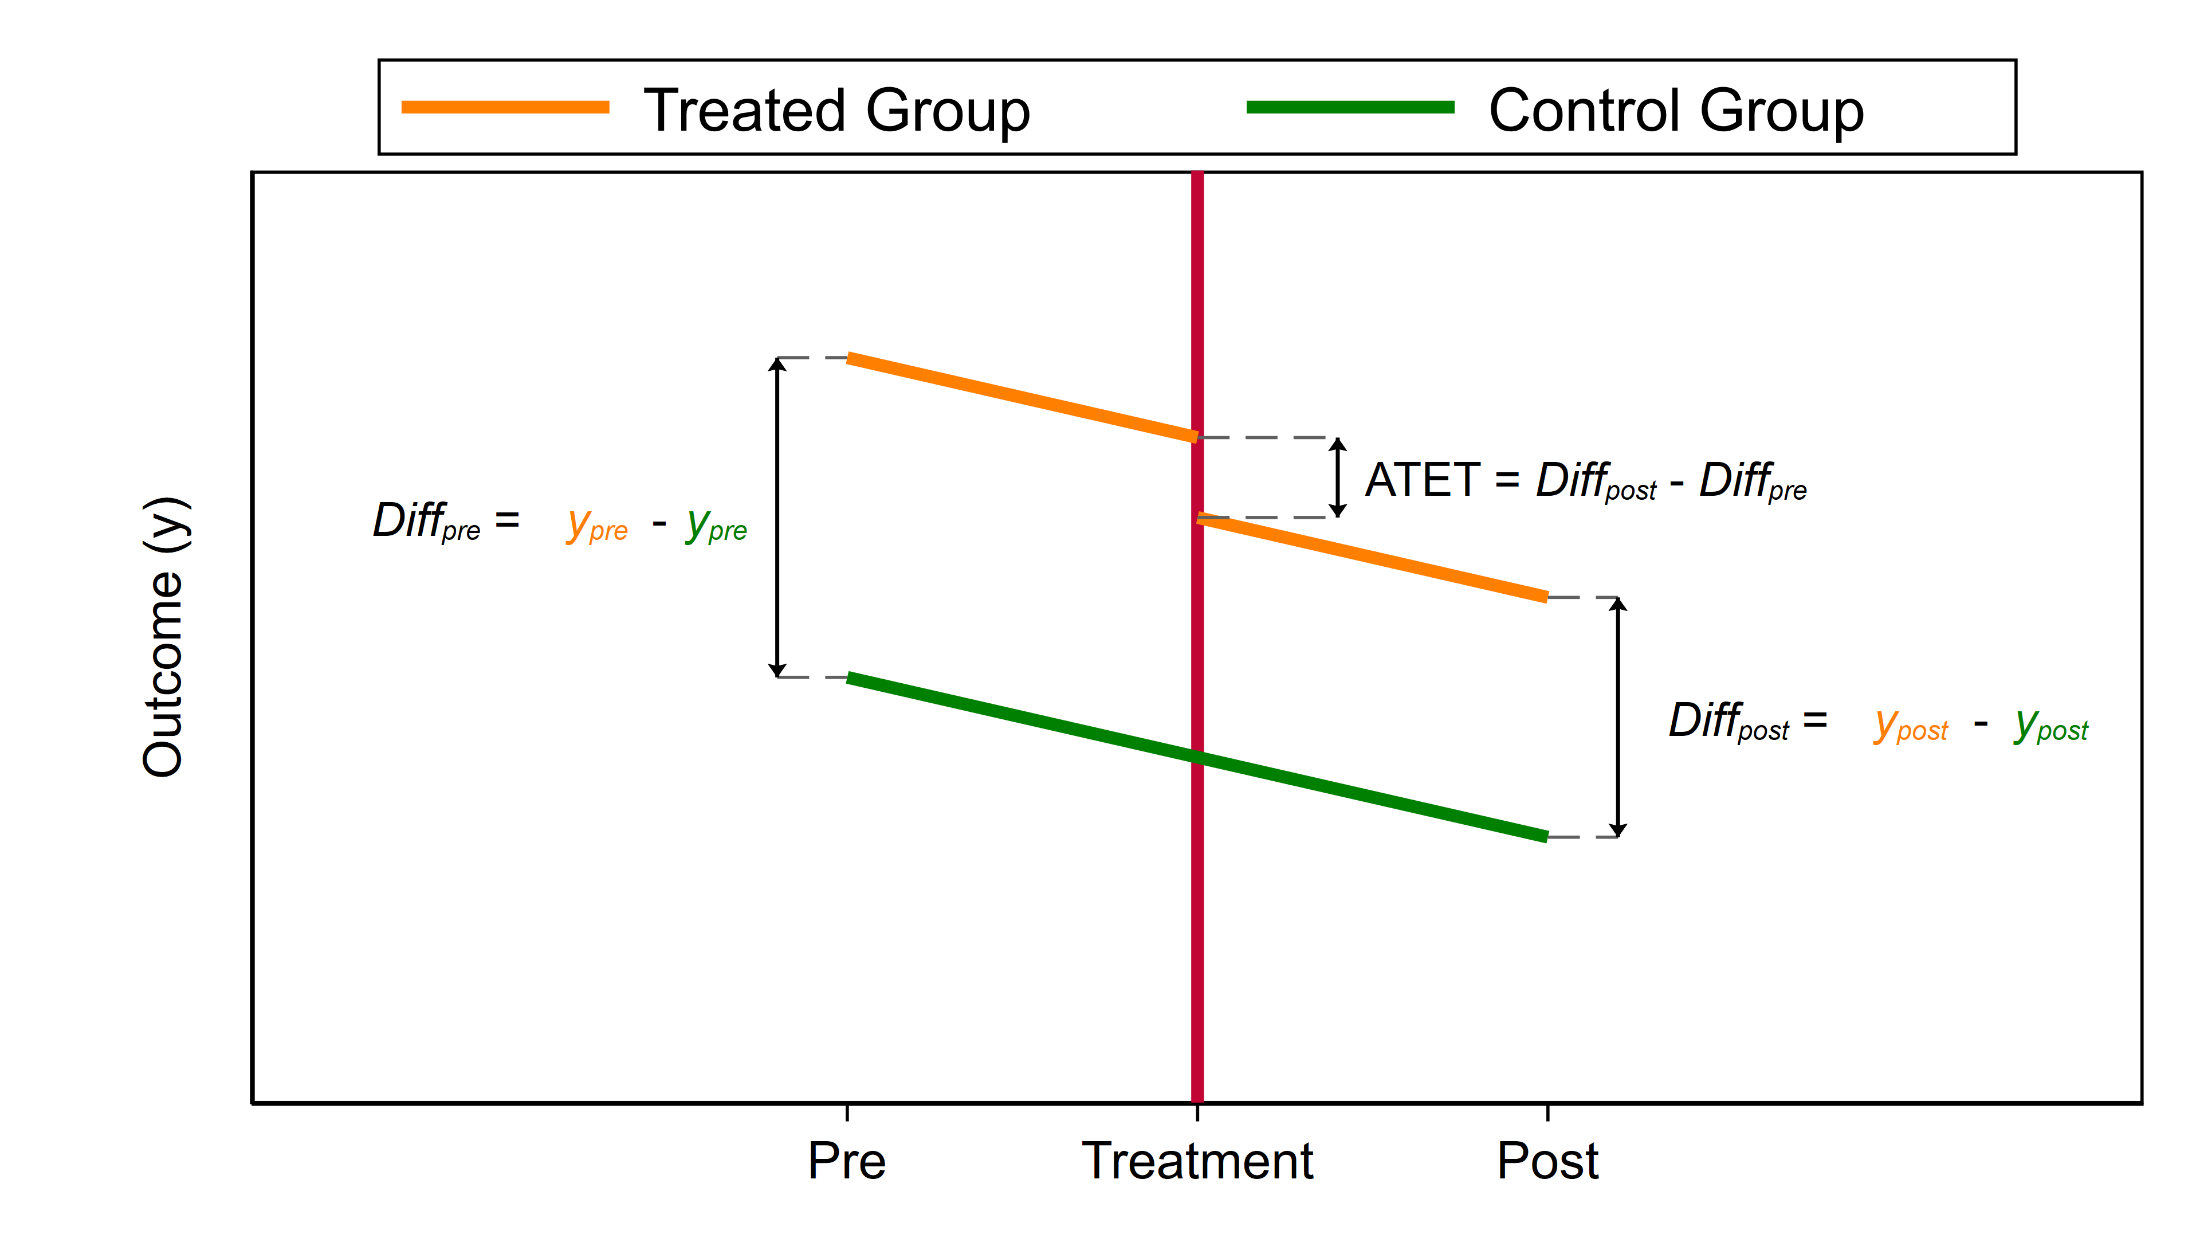 Treated Group
Control Group
Outcome (y)
ATET = Diffpost - Diffpre
Diffpre = ypre - ypre
Diffpost = ypost - ypost
Pre
Treatment
Post